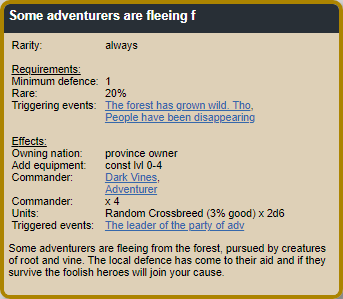 Some adventurers are fleeing f
Rarity: always
Requirements:
Minimum defence: 1
Rare: 20%
Triggering events: The forest has grown wild. Tho,
People have been disappearing
Effects:
Owning nation: province owner
Add equipment: const lvl 0-4
Commander: Dark Vines,
Adventurer
Commander: x 4
Units: Random Crossbreed (3% good) x 2d6
Triggered events: The leader of the party of adv
Some adventurers are fleeing from the forest, pursued by creatures
of root and vine. The local defence has come to their aid and if they
survive the foolish heroes will join your cause.